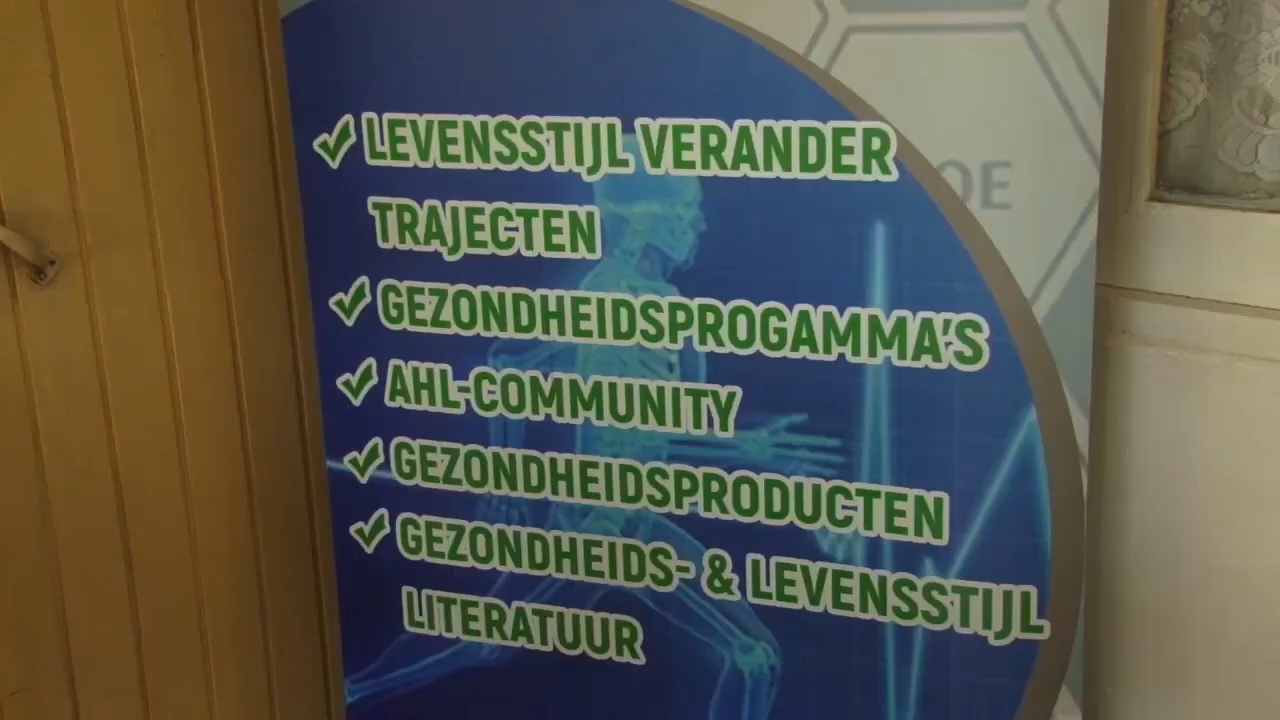 LEVENSSTIJL VERANDER
TRAJECTEN
GEZONDHEIDSPROGAMMA'S
AHL-COMMUNITY
GEZONDHEIDSPRODUCTEN
GEZONDHEIDS- & LEVENSSTIJL
LITERATUUR